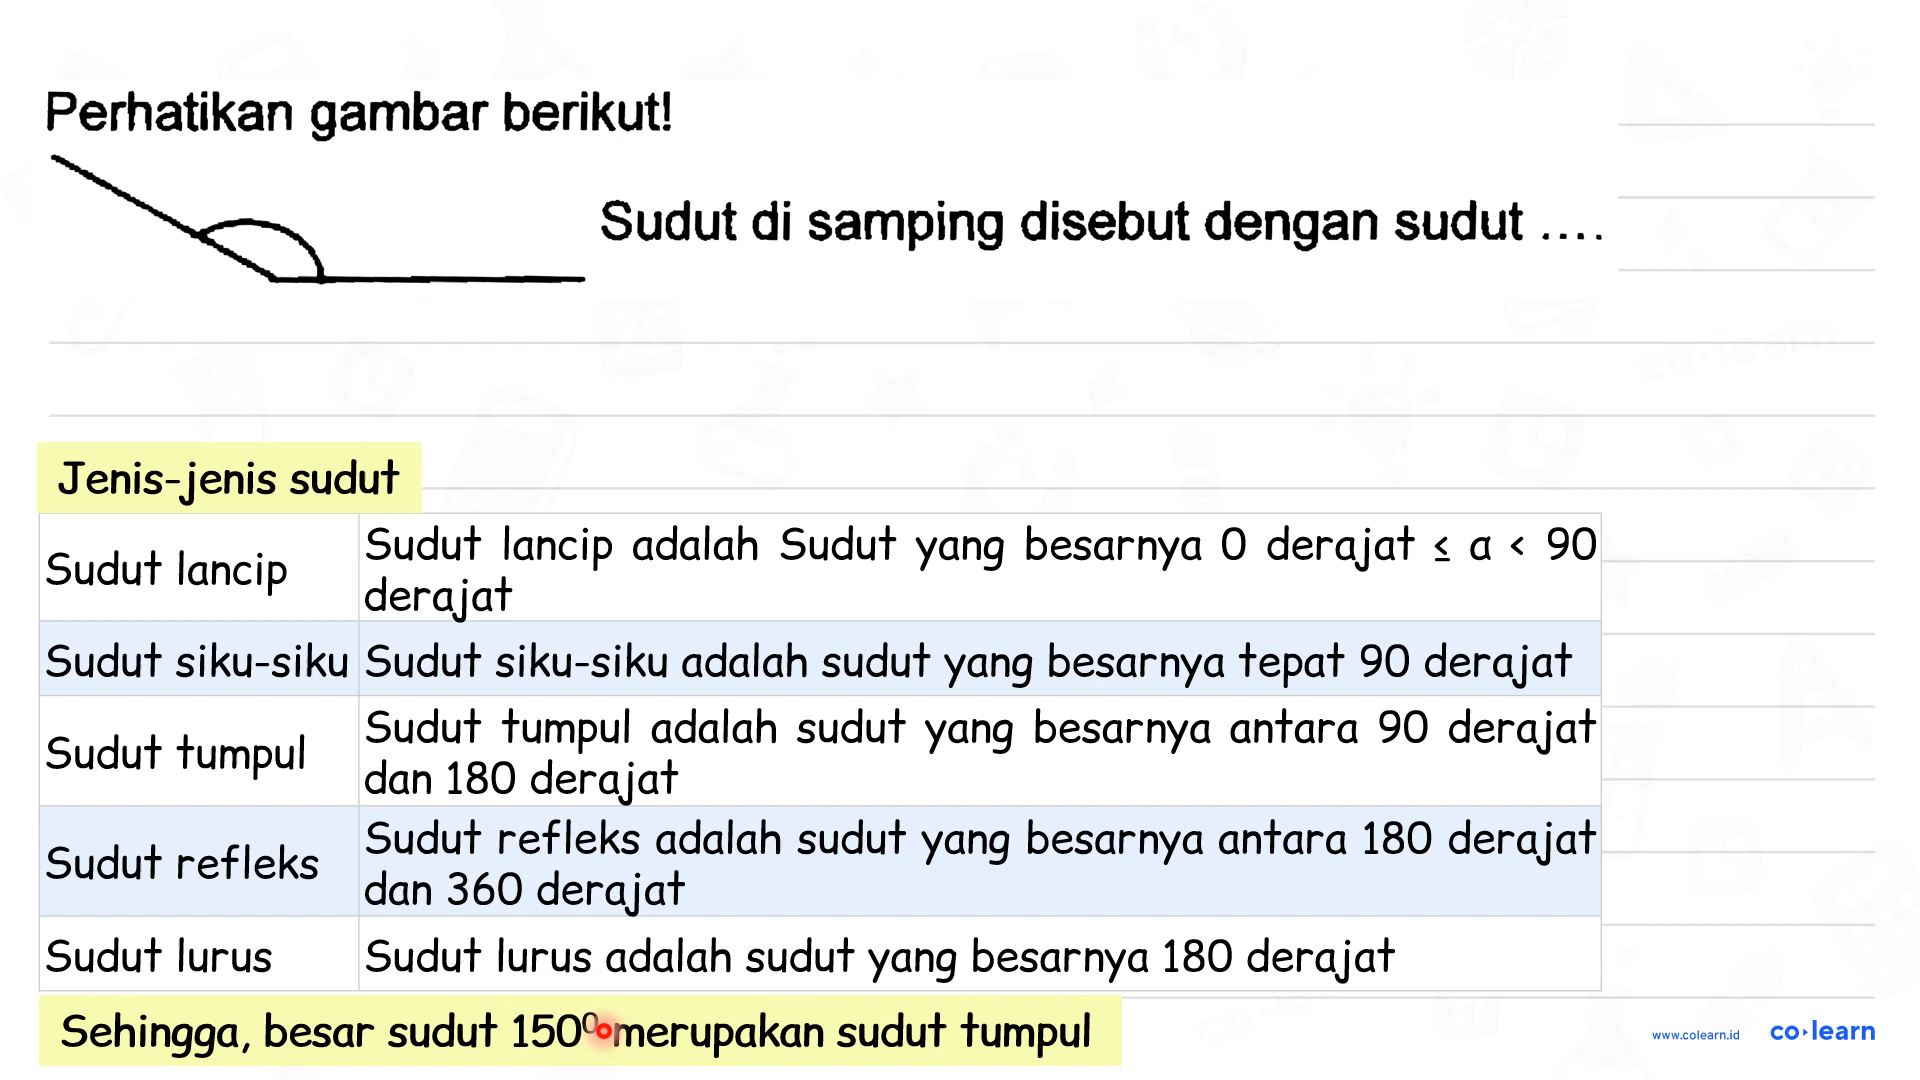 Perhatikan gambar berikut!
Sudut di samping disebut dengan sudut ....
Jenis-jenis sudut
Sudut lancip
Sudut lancip adalah Sudut yang besarnya 0 derajat ≤ α < 90
derajat
Sudut siku-siku
Sudut siku-siku adalah sudut yang besarnya tepat 90 derajat
Sudut tumpul
Sudut tumpul adalah sudut yang besarnya antara 90 derajat
dan 180 derajat
Sudut refleks
Sudut refleks adalah sudut yang besarnya antara 180 derajat
dan 360 derajat
Sudut lurus
Sudut lurus adalah sudut yang besarnya 180 derajat
Sehingga, besar sudut 150⁰ merupakan sudut tumpul
www.colearn.id
co·learn